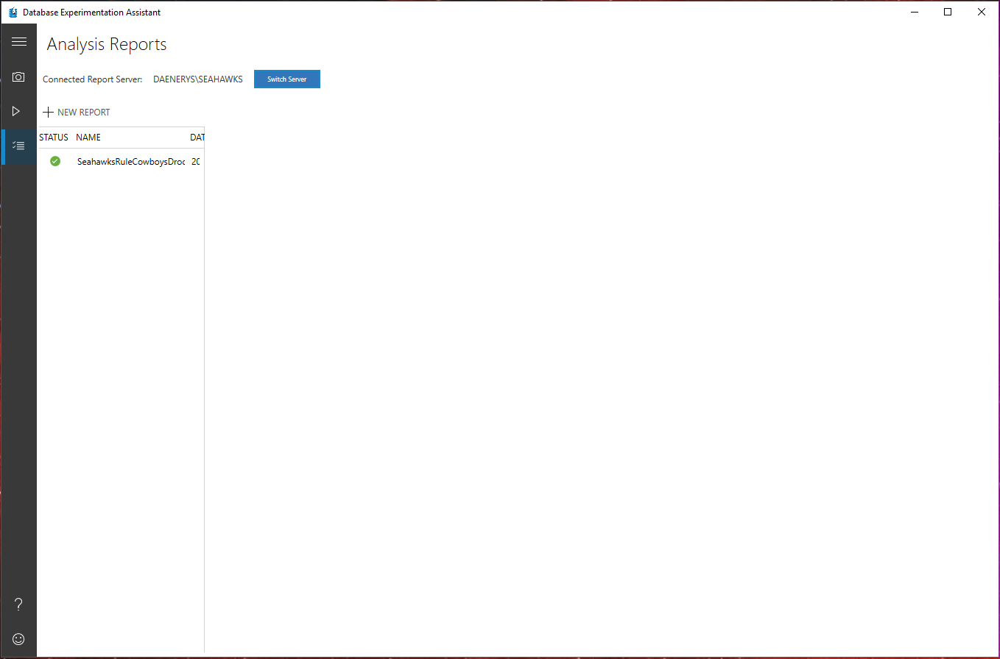 Database Experimentation Assistant
Analysis Reports
Connected Report Server: DAENERYS\SEAHAWKS Switch Server
NEW REPORT
STATUS NAME DAT
SeahawksRuleCowboysDroc 20